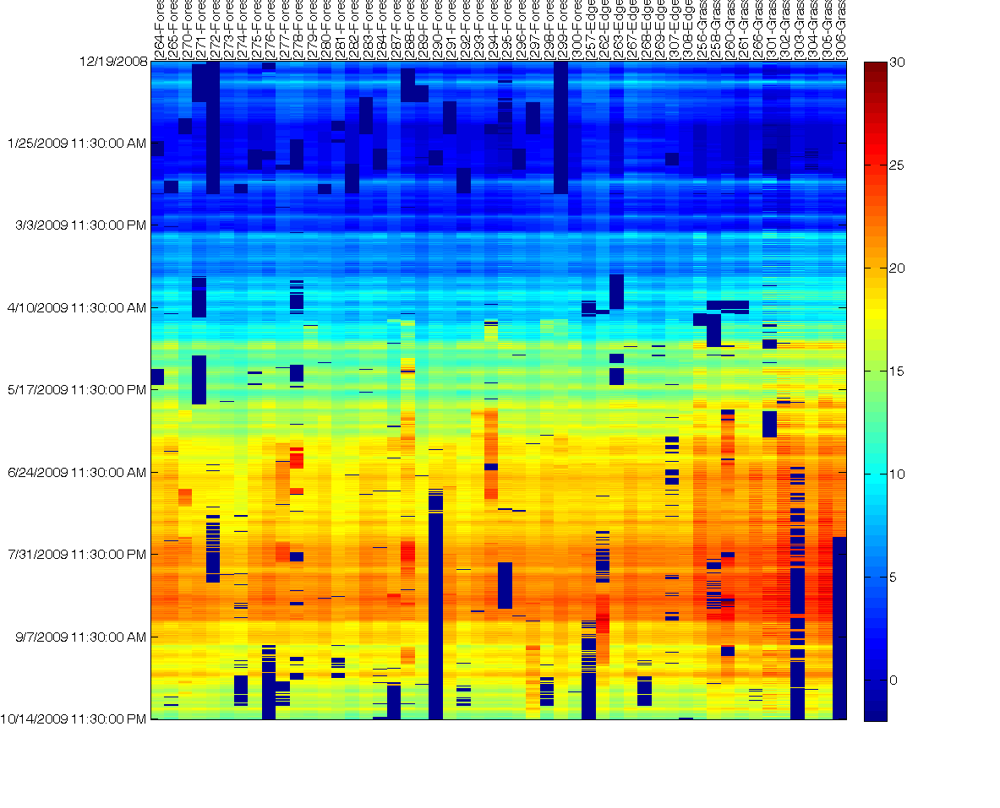 [264-Fores
[265-Fores
[270-Fores
[271-Fores
[272-Fores
[273-Fores
[274-Fores
[275-Fores
[276-Fores
[277-Fores
[278-Fores
[279-Fores
[280-Fores
[281-Fores
[282-Fores
[283-Fores
[284-Fores
[287-Fores
[288-Fores
[289-Fores
[290-Fores
[291-Fores
[292-Fores
[293-Fores
[294-Fores
[295-Fores
[296-Fores
[297-Fores
[298-Fores
[299-Fores
[300-Fores
[257-Edge
[262-Edge
[263-Edge
[267-Edge
[268-Edge
[269-Edge
[307-Edge
[308-Edge
[256-Grass
[258-Grass
[260-Grass
[261-Grass
[266-Grass
[301-Grass
[302-Grass
[303-Grass
[304-Grass
[305-Grass
[306-Grass
12/19/2008
1/25/2009 11:30:00 AM
3/3/2009 11:30:00 PM
4/10/2009 11:30:00 AM
5/17/2009 11:30:00 PM
6/24/2009 11:30:00 AM
7/31/2009 11:30:00 PM
9/7/2009 11:30:00 AM
10/14/2009 11:30:00 PM
30
25
20
15
10
5
0